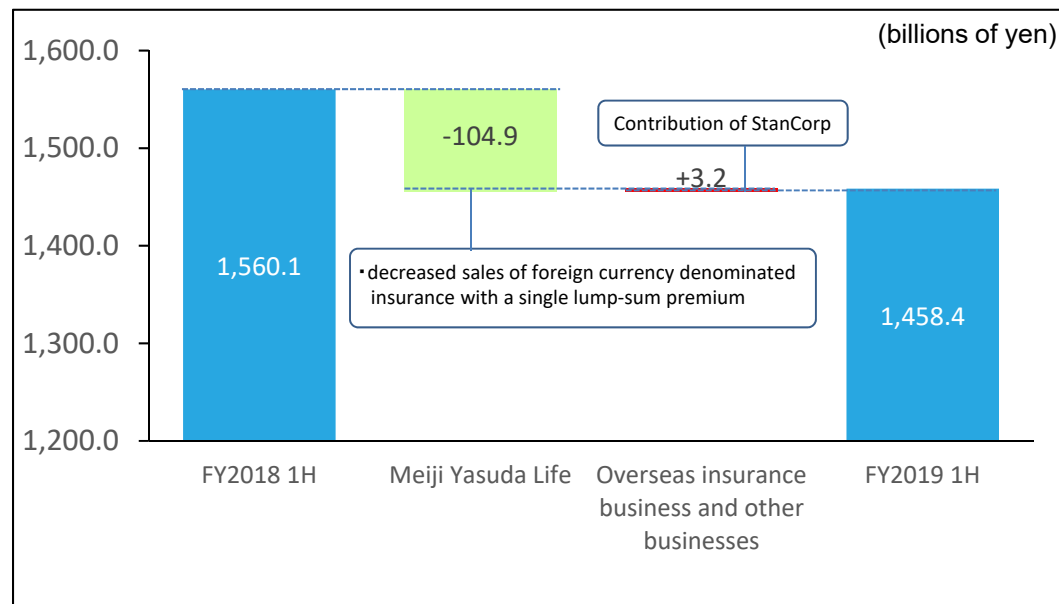 (billions of yen)
1,600.0
1,500.0
1,400.0
1,300.0
1,200.0
1,560.1
-104.9
Contribution of StanCorp
+3.2
・decreased sales of foreign currency denominated
insurance with a single lump-sum premium
1,458.4
FY2018 1H
Meiji Yasuda Life
Overseas insurance
business and other
businesses
FY2019 1H